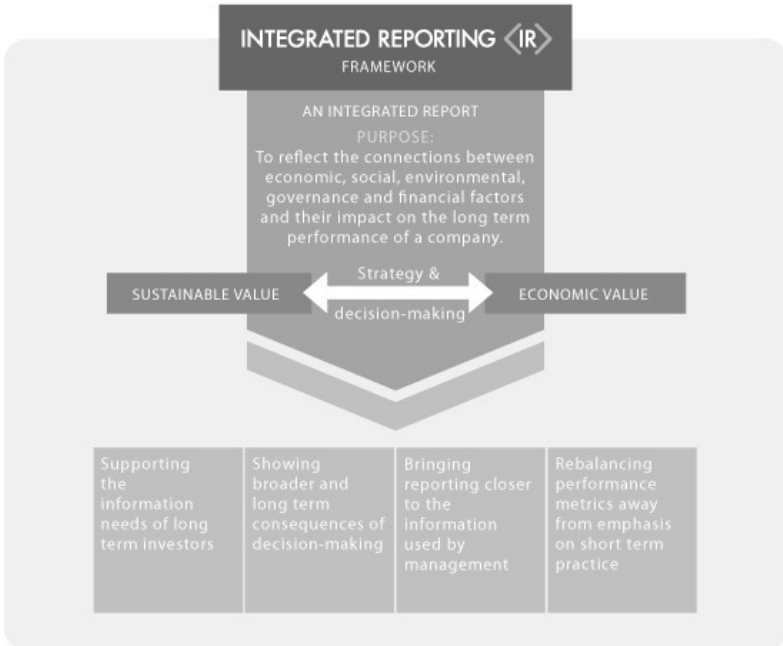 INTEGRATED REPORTING <IR>
FRAMEWORK
AN INTEGRATED REPORT
PURPOSE:
To reflect the connections between
economic, social, environmental,
governance and financial factors
and their impact on the long term
performance of a company.
SUSTAINABLE VALUE
Strategy &
decision-making
ECONOMIC VALUE
Supporting
the
information
needs of long
term investors
Showing
broader and
long term
consequences of
decision-making
Bringing
reporting closer
to the
information
used by
management
Rebalancing
performance
metrics away
from emphasis
on short term
practice